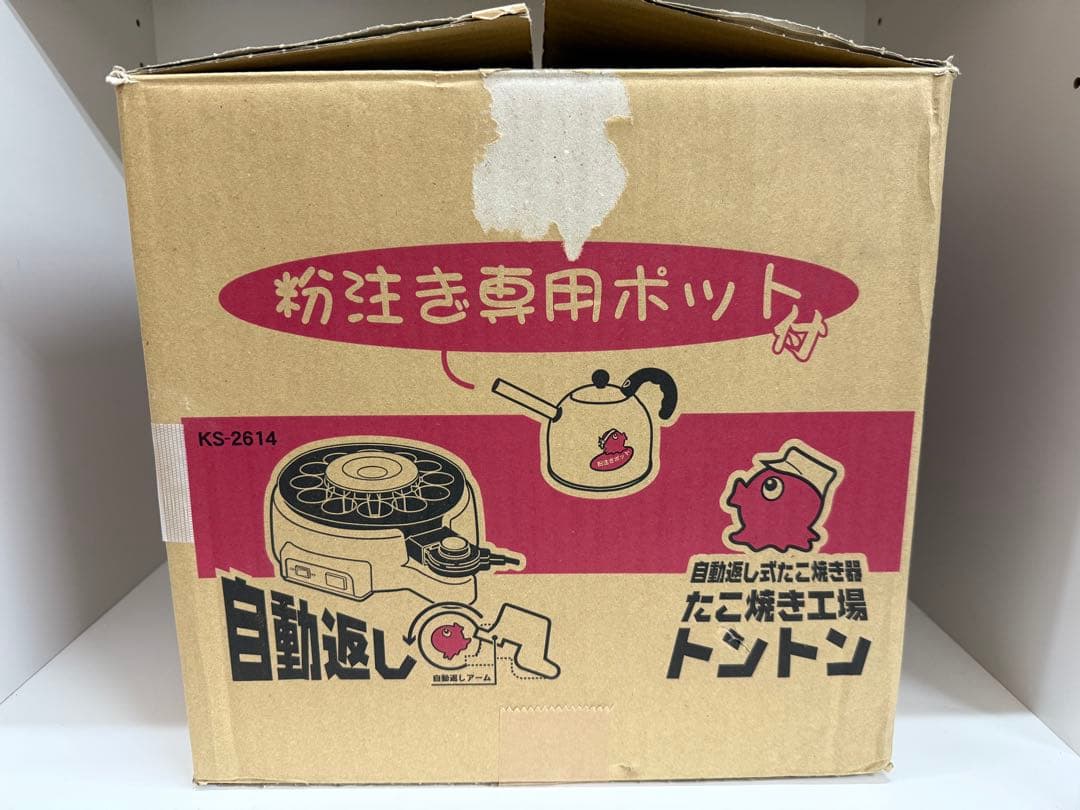 粉注ぎ専用ポット付
KS-2614
粉注ぎポット
自動返し
自動返しアーム
自動返し式たこ焼き器
たこ焼き工場
トントン